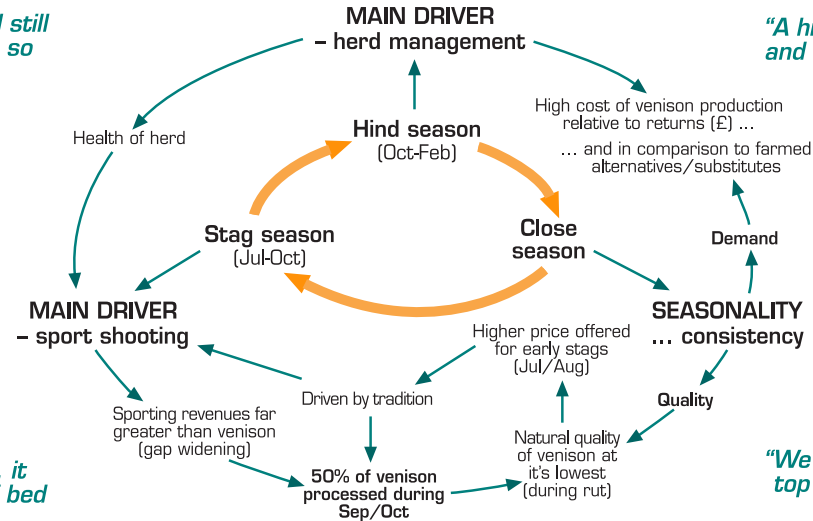 l still
so
MAIN DRIVER
– herd management
“A hi
and
Health of herd
Hind season
(Oct-Feb)
High cost of venison production
relative to returns (£) ...
... and in comparison to farmed
alternatives/substitutes
Stag season
(Jul-Oct)
Close
season
Demand
MAIN DRIVER
– sport shooting
SEASONALITY
... consistency
Higher price offered
for early stags
(Jul/Aug)
Driven by tradition
Quality
Sporting revenues far
greater than venison
(gap widening)
Natural quality
of venison at
it's lowest
(during rut)
50% of venison
processed during
Sep/Oct
it
bed
“We
top